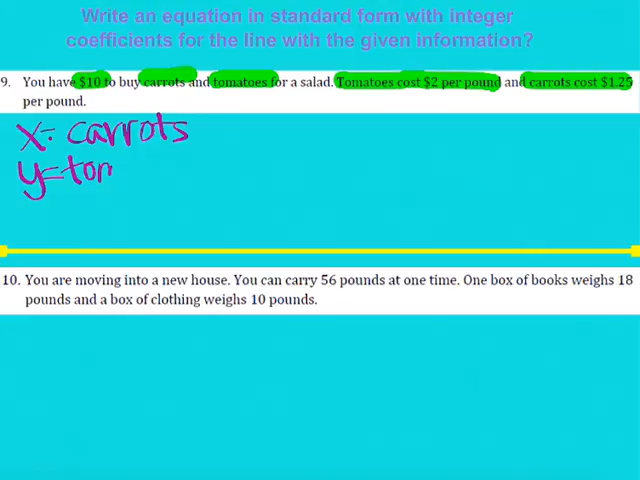 Write an equation in standard form with integer
coefficients for the line with the given information?
9. You have $10 to buy carrots and tomatoes for a salad. Tomatoes cost $2 per pound and carrots cost $1.25
per pound.
x= carrots
y=tom
10. You are moving into a new house. You can carry 56 pounds at one time. One box of books weighs 18
pounds and a box of clothing weighs 10 pounds.